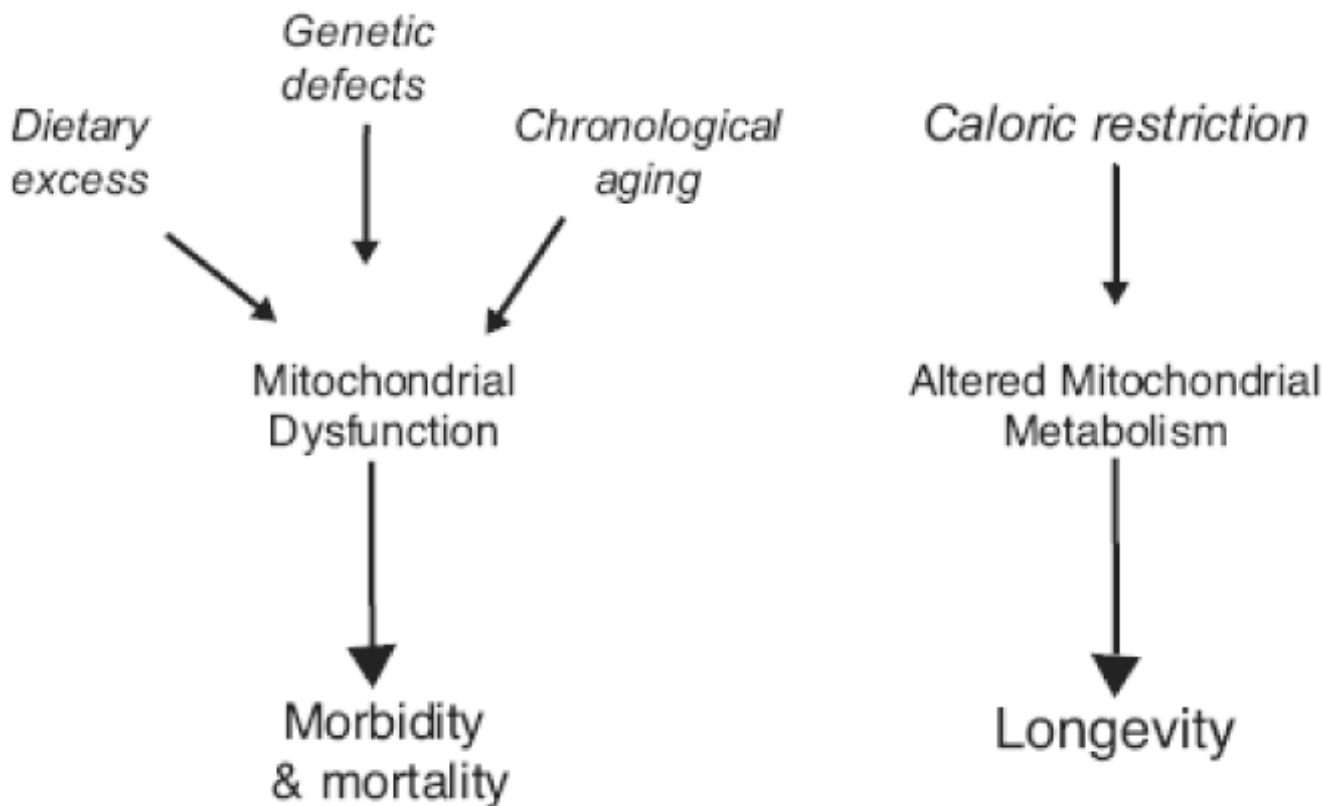 Genetic
defects
Dietary
excess
Chronological
aging
Mitochondrial
Dysfunction
Morbidity
& mortality
Caloric restriction
Altered Mitochondrial
Metabolism
Longevity